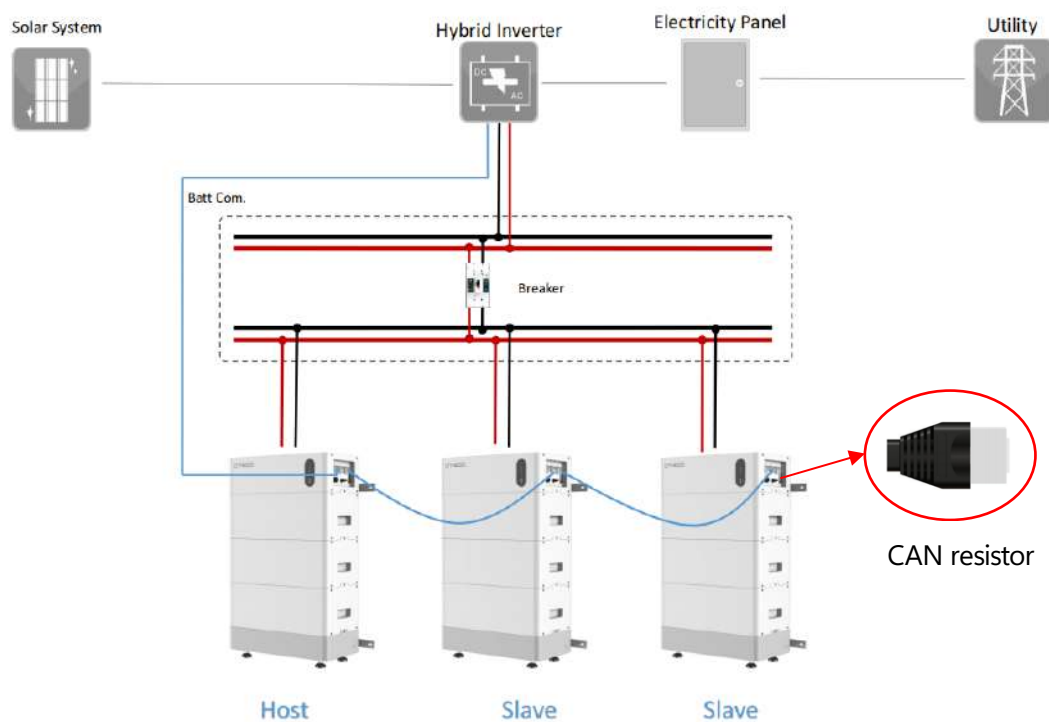 Solar System
Hybrid Inverter
Electricity Panel
Utility
DC
AC
Batt Com.
Breaker
CAN resistor
Host
Slave
Slave